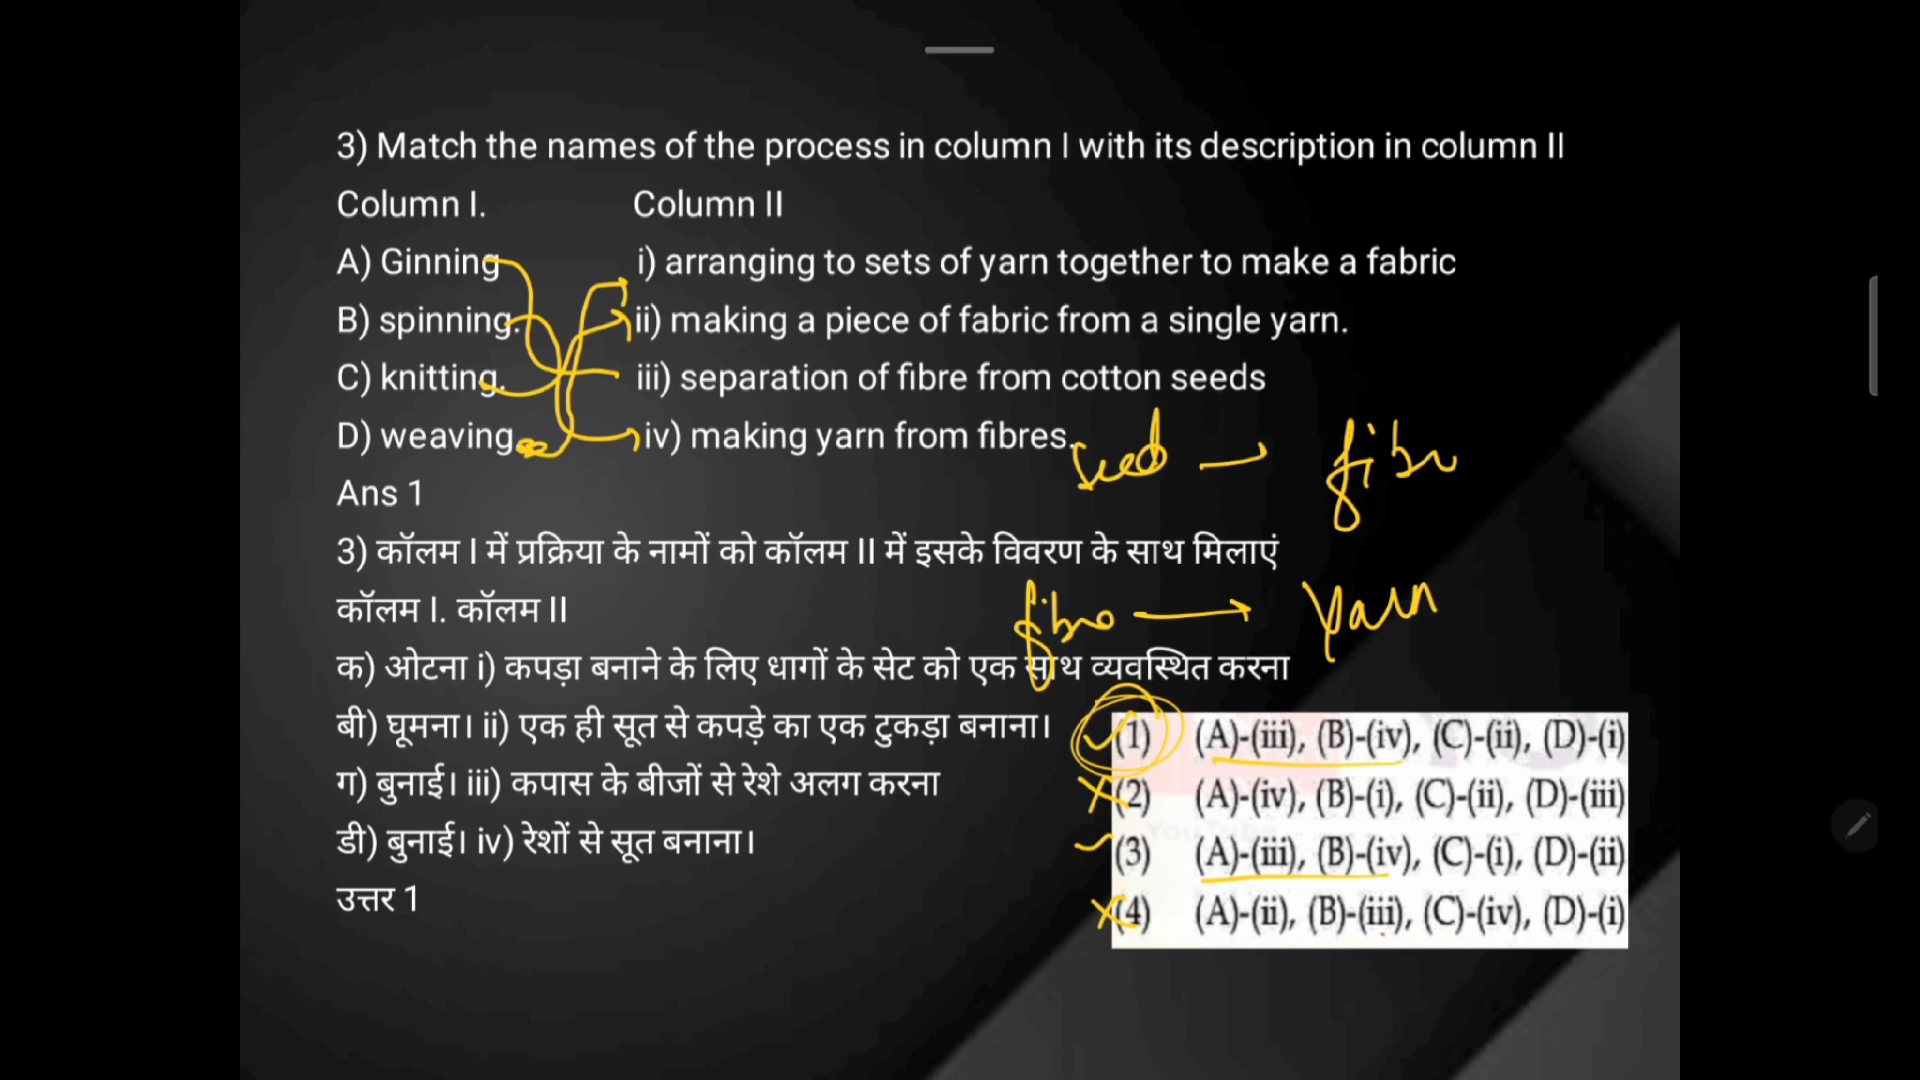 3) Match the names of the process in column I with its description in column II
Column I. Column II
A) Ginning i) arranging to sets of yarn together to make a fabric
B) spinning. ii) making a piece of fabric from a single yarn.
C) knitting. iii) separation of fibre from cotton seeds
D) weaving iv) making yarn from fibres.
seed → fibre
Ans 1
3) कॉलम I में प्रक्रिया के नामों को कॉलम II में इसके विवरण के साथ मिलाएं
कॉलम I. कॉलम II
fibre → yarn
क) ओटना i) कपड़ा बनाने के लिए धागों के सेट को एक साथ व्यवस्थित करना
बी) घूमना। ii) एक ही सूत से कपड़े का एक टुकड़ा बनाना।
ग) बुनाई। iii) कपास के बीजों से रेशे अलग करना
डी) बुनाई। iv) रेशों से सूत बनाना।
उत्तर 1
(1) (A)-(iii), (B)-(iv), (C)-(ii), (D)-(i)
(2) (A)-(iv), (B)-(i), (C)-(ii), (D)-(iii)
(3) (A)-(iii), (B)-(iv), (C)-(i), (D)-(ii)
(4) (A)-(ii), (B)-(iii), (C)-(iv), (D)-(i)